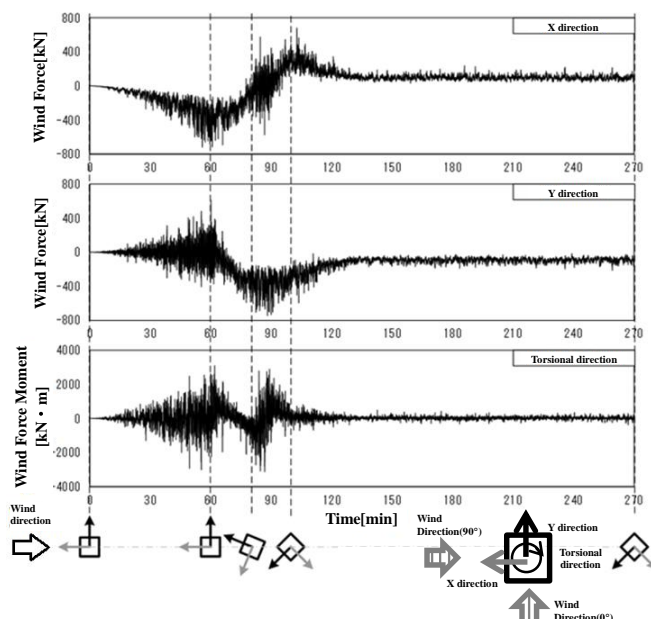 800
400
0
-400
-800
Wind Force[kN]
X direction
0 30 60 90 120 150 180 210 240 270
800
400
0
-400
-800
Wind Force[kN]
Y direction
0 30 60 90 120 150 180 210 240 270
4000
2000
0
-2000
-4000
Wind Force Moment
[kN・m]
Torsional direction
0 30 60 90 120 150 180 210 240 270
Time[min]
Wind
direction
Wind
Direction(90°)
X direction
Y direction
Torsional
direction
Wind
Direction(0°)